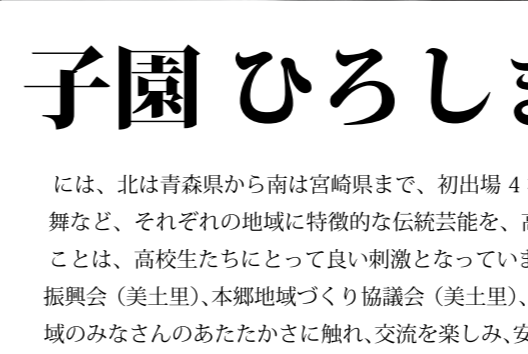 子園 ひろしま
には、北は青森県から南は宮崎県まで、初出場 4
舞など、それぞれの地域に特徴的な伝統芸能を、高
ことは、高校生たちにとって良い刺激となっていま
振興会（美土里）、本郷地域づくり協議会（美土里）、
域のみなさんのあたたかさに触れ、交流を楽しみ、安